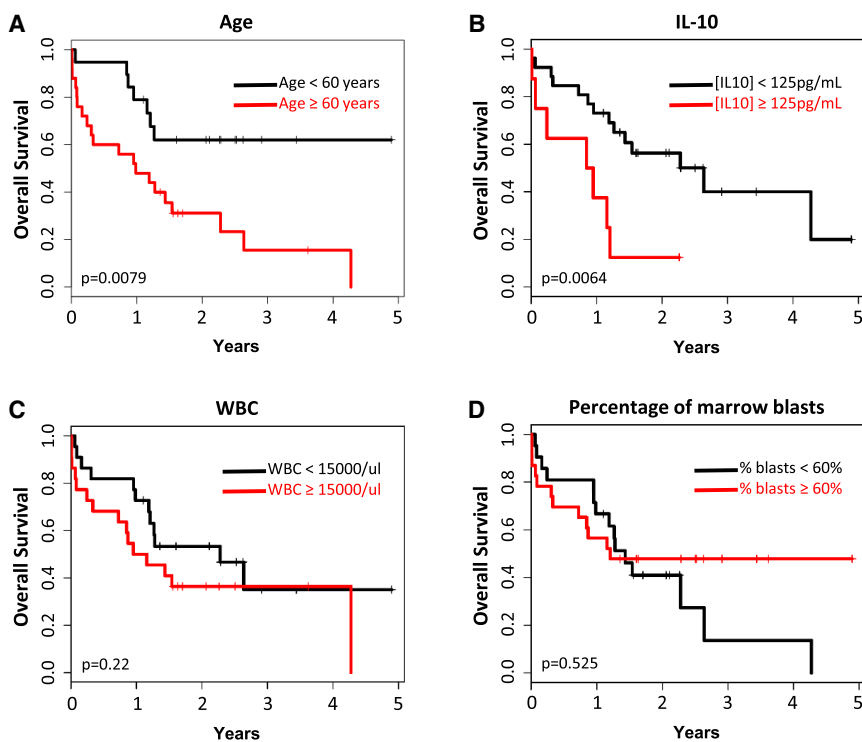 A
Age
Overall Survival
1.0
0.8
0.6
0.4
0.2
0.0
Age < 60 years
Age ≥ 60 years
p=0.0079
0 1 2 3 4 5
Years
B
IL-10
Overall Survival
1.0
0.8
0.6
0.4
0.2
0.0
[IL10] < 125pg/mL
[IL10] ≥ 125pg/mL
p=0.0064
0 1 2 3 4 5
Years
C
WBC
Overall Survival
1.0
0.8
0.6
0.4
0.2
0.0
WBC < 15000/ul
WBC ≥ 15000/ul
p=0.22
0 1 2 3 4 5
Years
D
Percentage of marrow blasts
Overall Survival
1.0
0.8
0.6
0.4
0.2
0.0
% blasts < 60%
% blasts ≥ 60%
p=0.525
0 1 2 3 4 5
Years